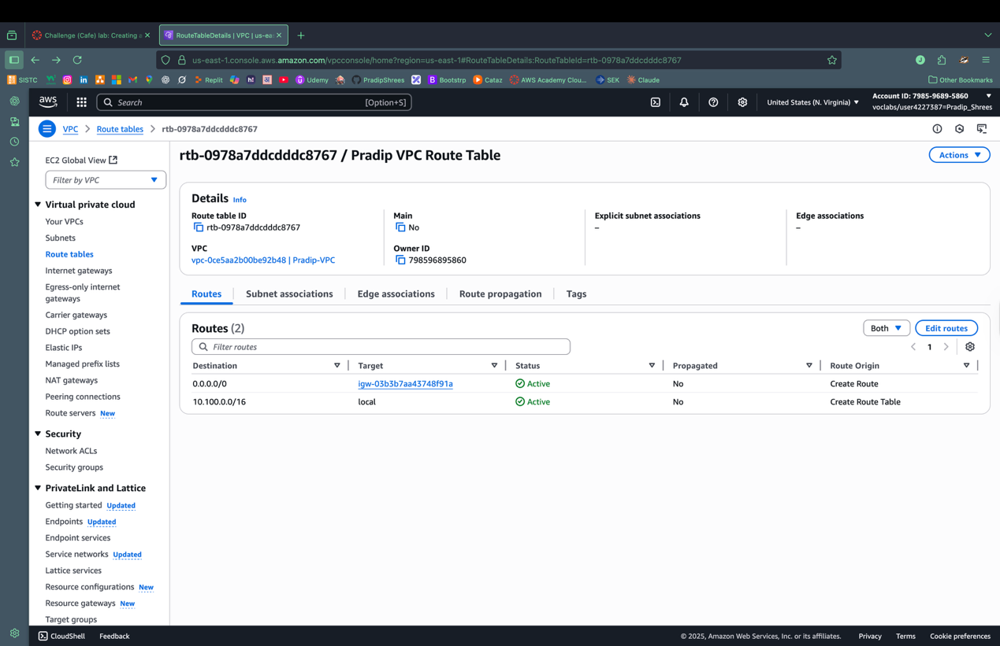 Challenge (Cafe) lab: Creating a
RouteTableDetails | VPC | us-eas
us-east-1.console.aws.amazon.com/vpcconsole/home?region=us-east-1#RouteTableDetails:RouteTableId=rtb-0978a7ddcdddc8767
SISTC
Replit
h!
Udemy
PradipShrees
Bootstrp
Cataz
AWS Academy Clou...
SEK
Claude
Other Bookmarks
aws
Search
[Option+S]
United States (N. Virginia)
Account ID: 7985-9689-5860
voclabs/user4227387=Pradip_Shrees
VPC
Route tables
rtb-0978a7ddcdddc8767
EC2 Global View
Filter by VPC
Virtual private cloud
Your VPCs
Subnets
Route tables
Internet gateways
Egress-only internet
gateways
Carrier gateways
DHCP option sets
Elastic IPs
Managed prefix lists
NAT gateways
Peering connections
Route servers New
Security
Network ACLs
Security groups
PrivateLink and Lattice
Getting started Updated
Endpoints Updated
Endpoint services
Service networks Updated
Lattice services
Resource configurations New
Resource gateways New
Target groups
rtb-0978a7ddcdddc8767 / Pradip VPC Route Table
Actions
Details Info
Route table ID
rtb-0978a7ddcdddc8767
VPC
vpc-0ce5aa2b00be92b48 | Pradip-VPC
Main
No
Owner ID
798596895860
Explicit subnet associations
–
Edge associations
–
Routes
Subnet associations
Edge associations
Route propagation
Tags
Routes (2)
Both
Edit routes
Filter routes
1
Destination Target Status Propagated Route Origin
0.0.0.0/0 igw-03b3b7aa43748f91a Active No Create Route
10.100.0.0/16 local Active No Create Route Table
CloudShell
Feedback
© 2025, Amazon Web Services, Inc. or its affiliates.
Privacy
Terms
Cookie preferences